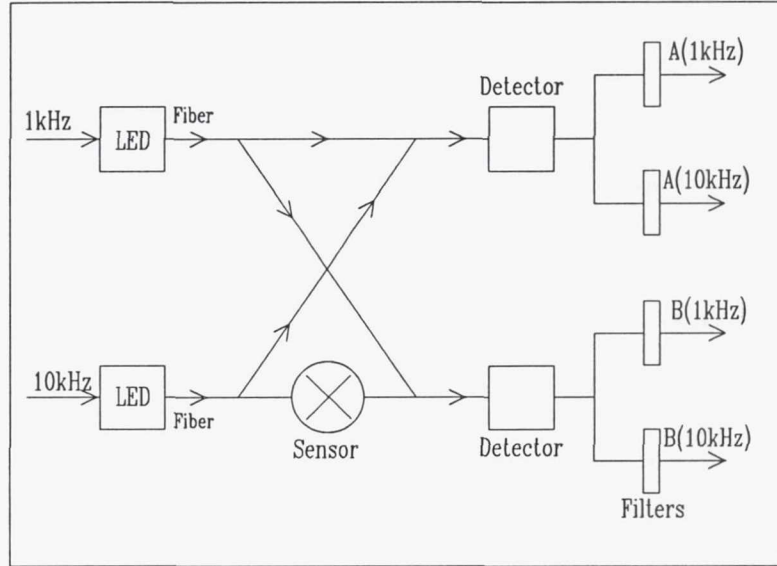 A(1kHz)
Detector
1kHz
LED
Fiber
A(10kHz)
B(1kHz)
10kHz
LED
Fiber
Sensor
Detector
B(10kHz)
Filters